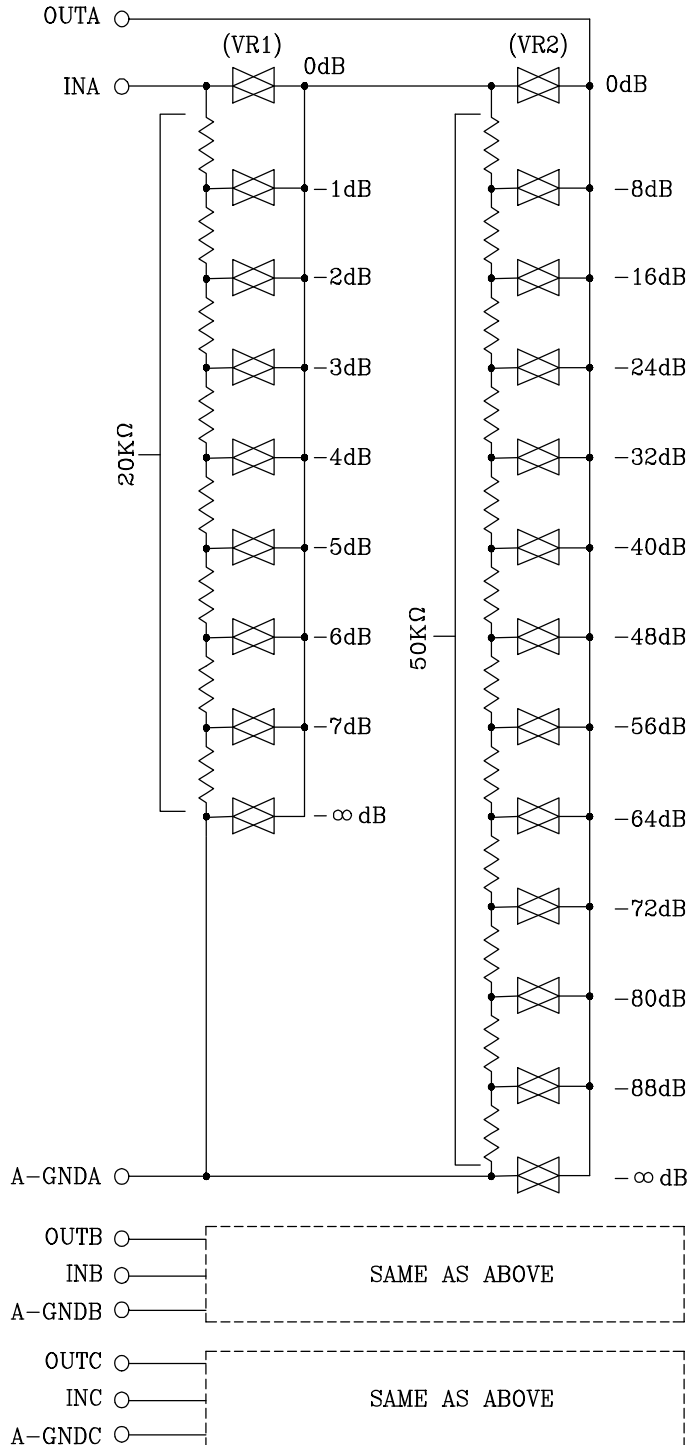 OUTA
(VR1) (VR2)
INA 0dB 0dB
-1dB -8dB
-2dB -16dB
-3dB -24dB
20KΩ
-4dB -32dB
-5dB -40dB
50KΩ
-6dB -48dB
-7dB -56dB
-∞dB -64dB
-72dB
-80dB
-88dB
A-GNDA -∞dB
OUTB
INB SAME AS ABOVE
A-GNDB
OUTC
INC SAME AS ABOVE
A-GNDC